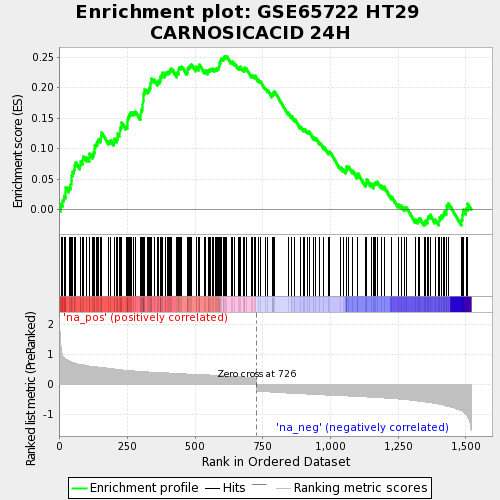 Enrichment plot: GSE65722 HT29
CARNOSICACID 24H
Enrichment score (ES)
0.25
0.20
0.15
0.10
0.05
0.00
'na_pos' (positively correlated)
Ranked list metric (PreRanked)
2
1
0
-1
Zero cross at 726
'na_neg' (negatively correlated)
0
250
500
750
1,000
1,250
1,500
Rank in Ordered Dataset
Enrichment profile
Hits
Ranking metric scores